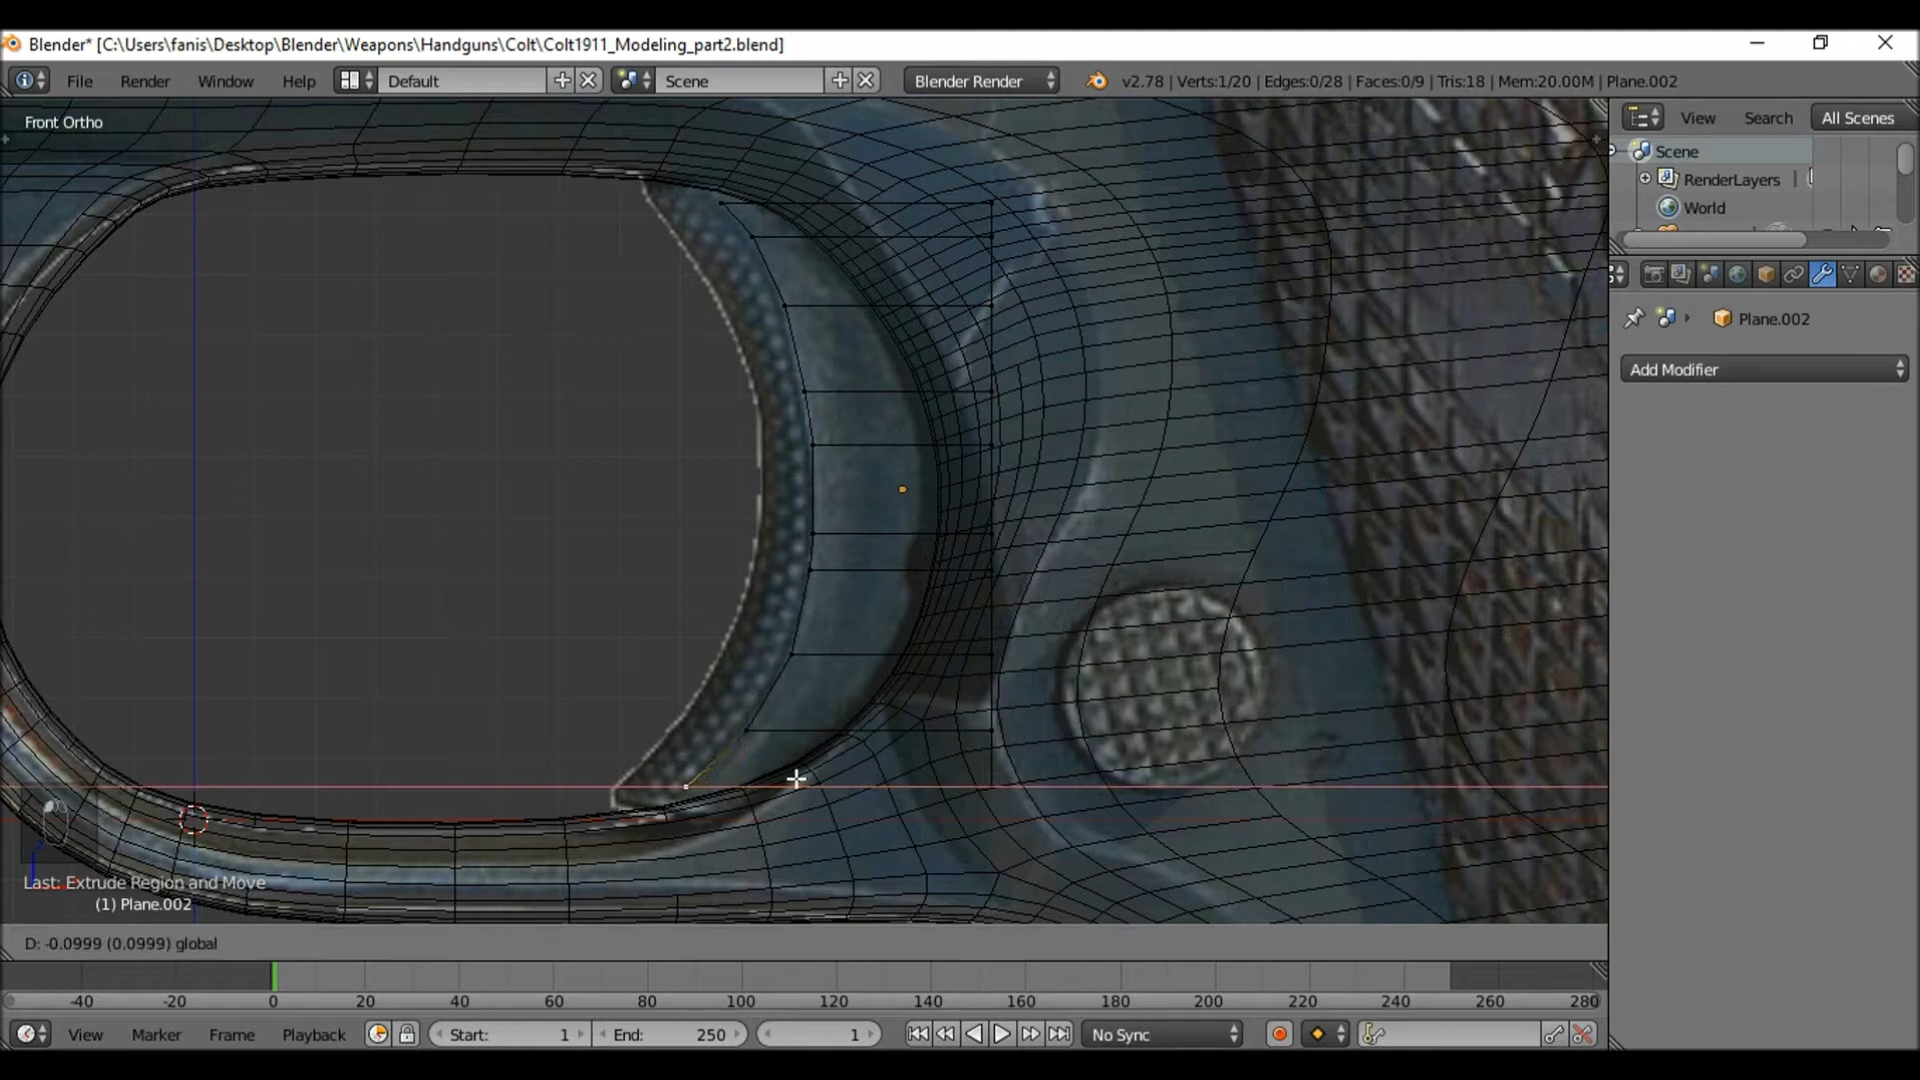 Blender* [C:\Users\fanis\Desktop\Blender\Weapons\Handguns\Colt\Colt1911_Modeling_part2.blend]
File Render Window Help Default Scene Blender Render v2.78 | Verts:1/20 | Edges:0/28 | Faces:0/9 | Tris:18 | Mem:20.00M | Plane.002
Front Ortho
View Search All Scenes
Scene
RenderLayers
World
Plane.002
Add Modifier
Last: Extrude Region and Move
(1) Plane.002
D: -0.0999 (0.0999) global
-40 -20 0 20 40 60 80 100 120 140 160 180 200 220 240 260 280
View Marker Frame Playback Start: 1 End: 250 1 No Sync